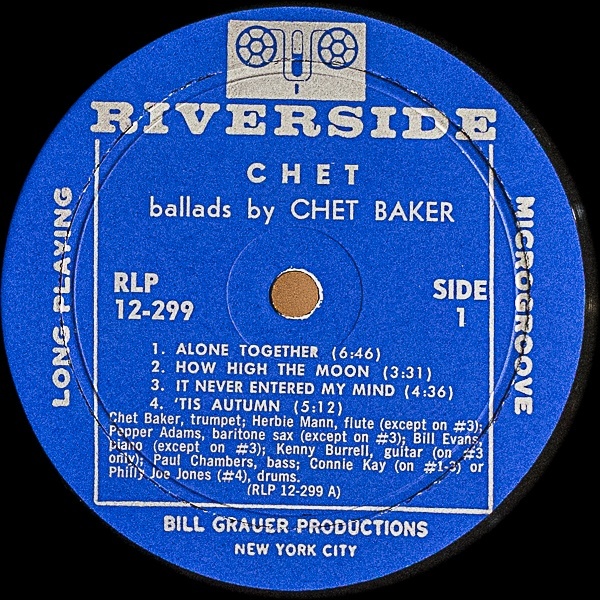 RIVERSIDE
CHET
ballads by CHET BAKER
LONG PLAYING
MICROGROOVE
RLP
12-299
SIDE
1
1. ALONE TOGETHER (6:46)
2. HOW HIGH THE MOON (3:31)
3. IT NEVER ENTERED MY MIND (4:36)
4. 'TIS AUTUMN (5:12)
Chet Baker, trumpet; Herbie Mann, flute (except on #3);
Pepper Adams, baritone sax (except on #3); Bill Evans,
piano (except on #3); Kenny Burrell, guitar (on #3
only); Paul Chambers, bass; Connie Kay (on #1-3) or
Philly Joe Jones (#4), drums.
(RLP 12-299 A)
BILL GRAUER PRODUCTIONS
NEW YORK CITY